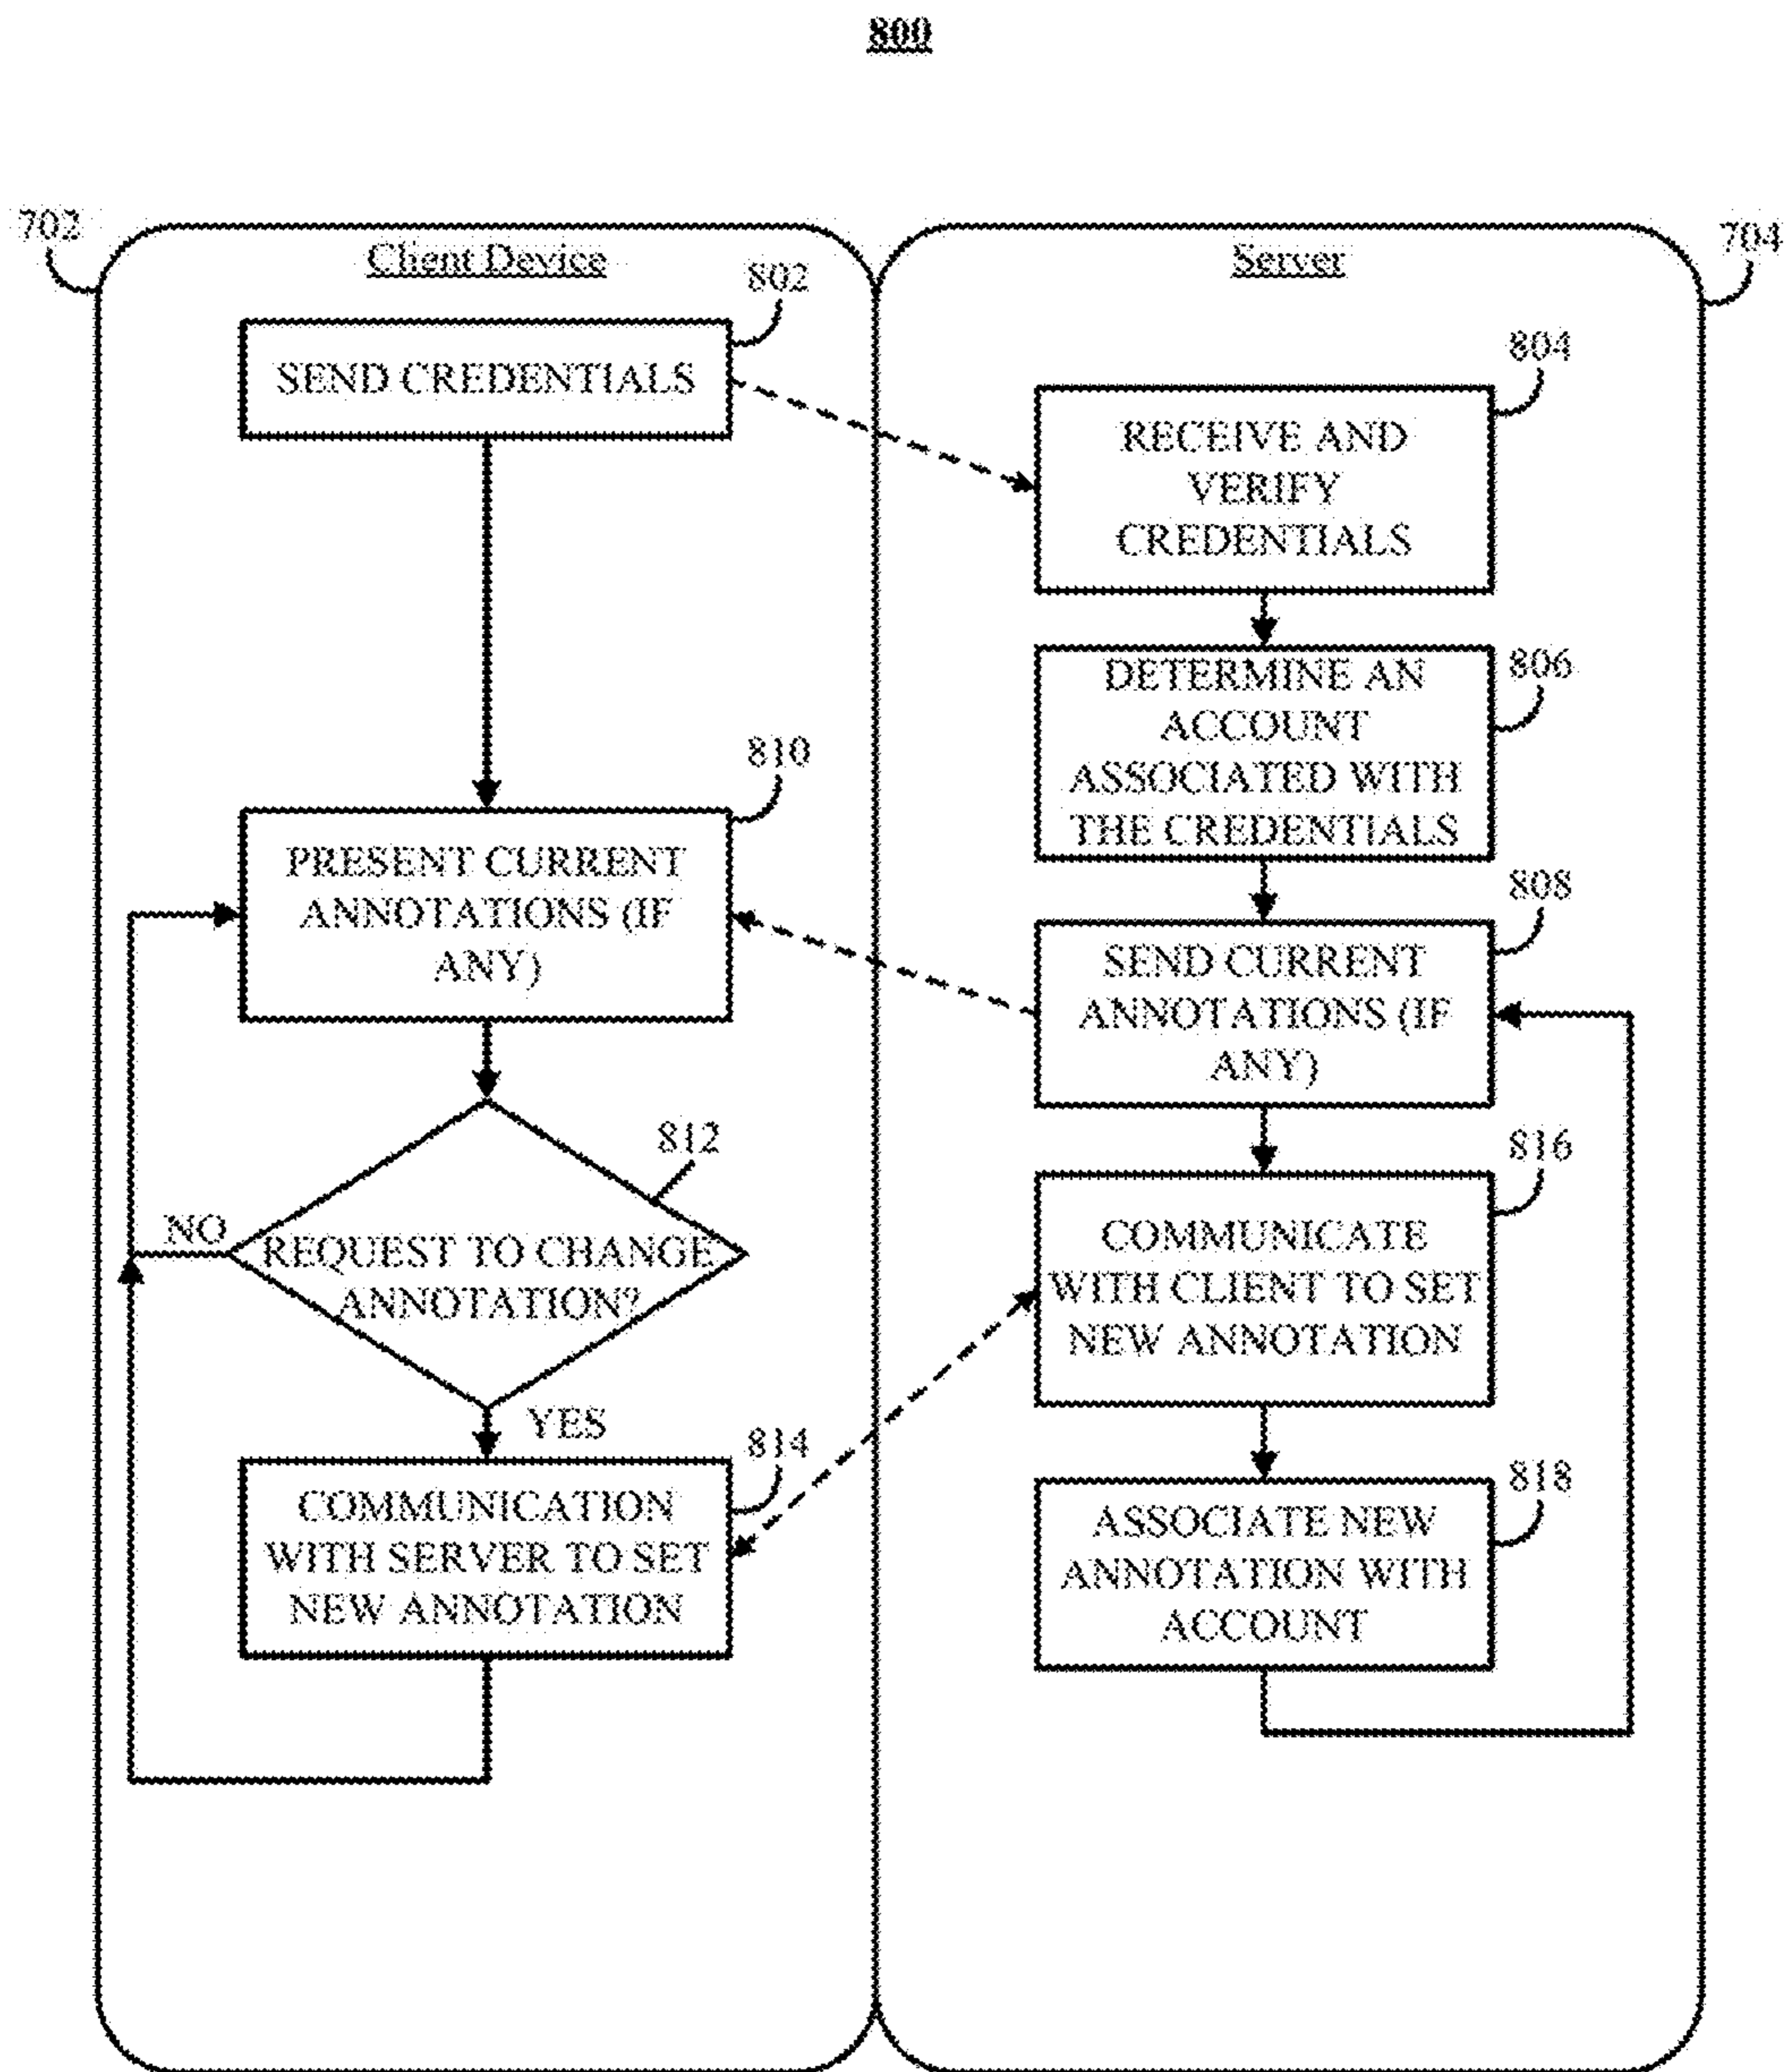 800
702
Client Device
802
SEND CREDENTIALS
810
PRESENT CURRENT
ANNOTATIONS (IF
ANY)
812
NO
REQUEST TO CHANGE
ANNOTATION?
YES
814
COMMUNICATION
WITH SERVER TO SET
NEW ANNOTATION
704
Server
804
RECEIVE AND
VERIFY
CREDENTIALS
806
DETERMINE AN
ACCOUNT
ASSOCIATED WITH
THE CREDENTIALS
808
SEND CURRENT
ANNOTATIONS (IF
ANY)
816
COMMUNICATE
WITH CLIENT TO SET
NEW ANNOTATION
818
ASSOCIATE NEW
ANNOTATION WITH
ACCOUNT